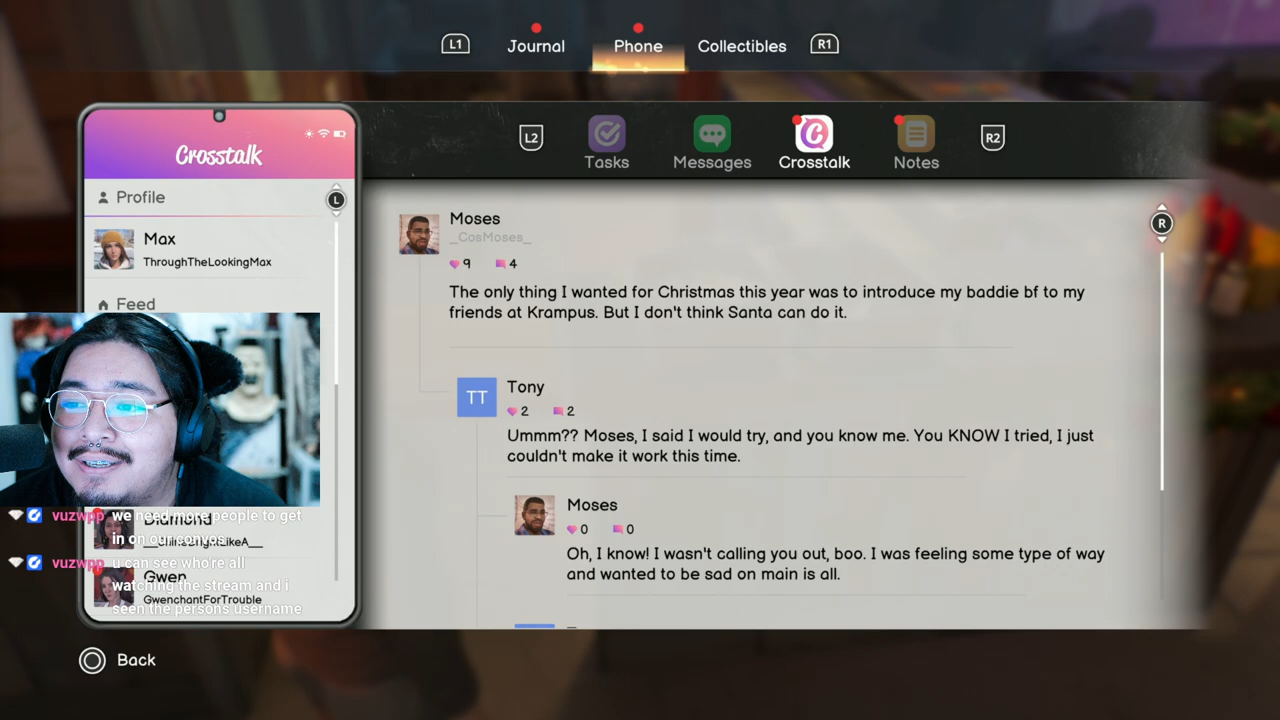 L1
Journal
Phone
Collectibles
R1
L2
Tasks
Messages
Crosstalk
Notes
R2
Crosstalk
Profile
L
Max
ThroughTheLookingMax
Feed
Moses
_CosMoses_
9 4
The only thing I wanted for Christmas this year was to introduce my baddie bf to my
friends at Krampus. But I don't think Santa can do it.
R
TT
Tony
2 2
Ummm?? Moses, I said I would try, and you know me. You KNOW I tried, I just
couldn't make it work this time.
Moses
0 0
Oh, I know! I wasn't calling you out, boo. I was feeling some type of way
and wanted to be sad on main is all.
vuzwpp we need more people to get
in on our convos
Diamond
vuzwpp u can see who're all
watching the stream and i
seen the persons username
Gwen
GwenchantForTrouble
Back